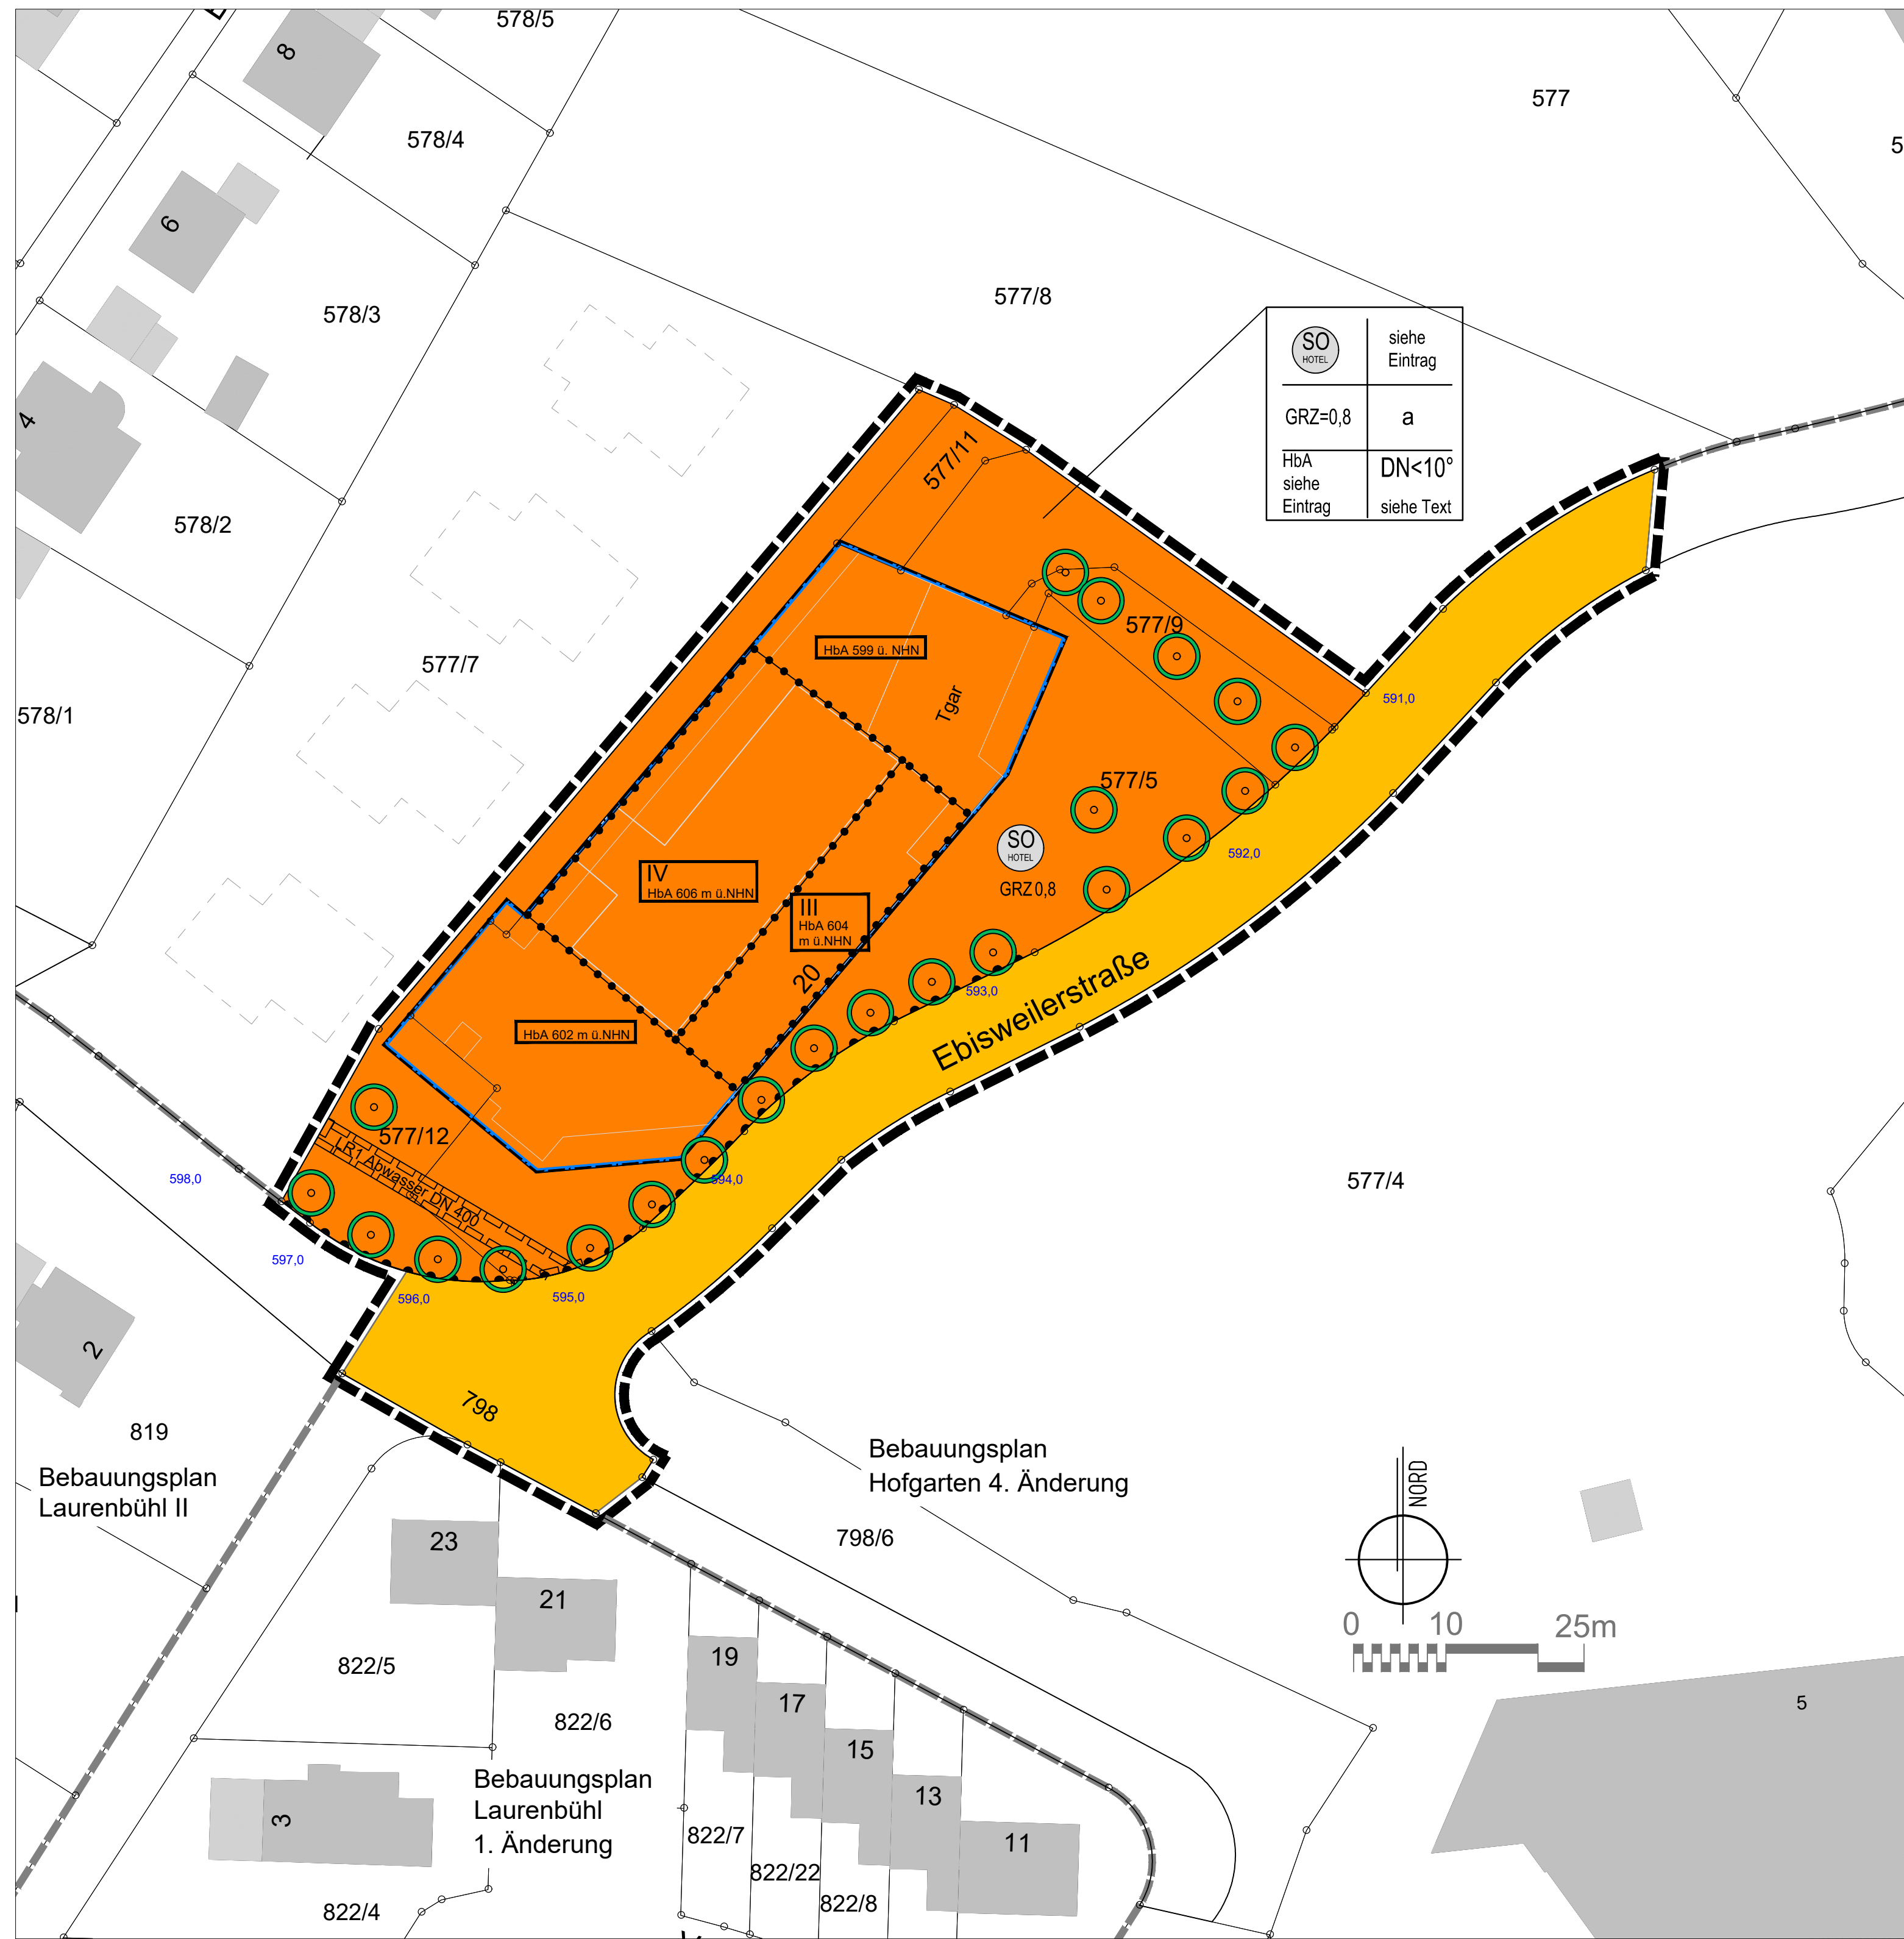 578/5
8
577
578/4
6
578/3
577/8
SO
HOTEL
siehe
Eintrag
GRZ=0,8
a
HbA
siehe
Eintrag
DN<10°
siehe Text
4
577/11
578/2
577/9
HbA 599 ü. NHN
577/7
591,0
Tgar
578/1
577/5
SO
HOTEL
GRZ 0,8
592,0
IV
HbA 606 m ü.NHN
III
HbA 604
m ü.NHN
20
593,0
Ebisweilerstraße
HbA 602 m ü.NHN
577/12
LR1 Abwasser DN 400
598,0
594,0
577/4
597,0
596,0
595,0
2
798
819
Bebauungsplan
Laurenbühl II
Bebauungsplan
Hofgarten 4. Änderung
NORD
798/6
23
21
0
10
25m
19
822/5
17
5
822/6
15
Bebauungsplan
Laurenbühl
1. Änderung
13
3
822/7
11
822/22
822/8
822/4